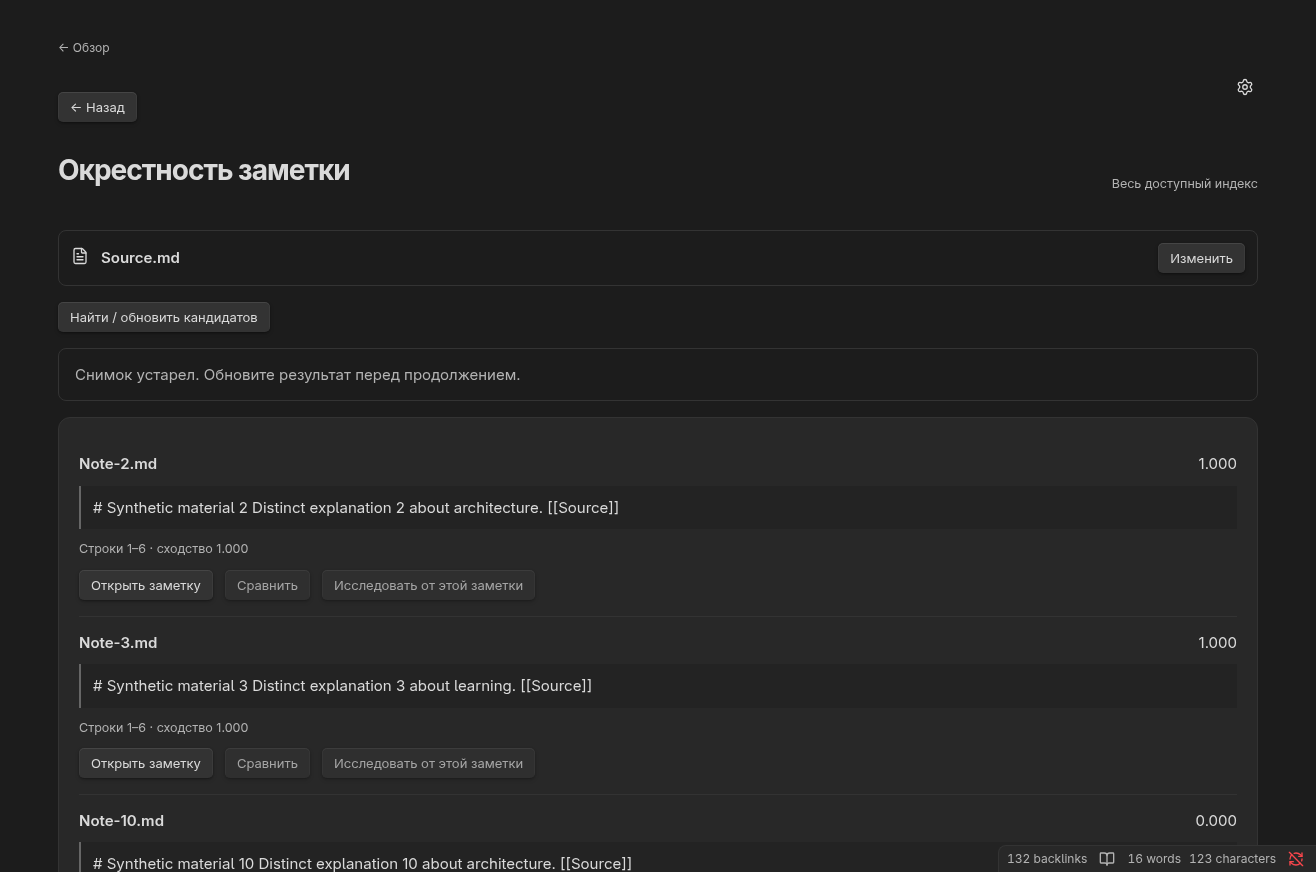 ← Обзор
← Назад
Окрестность заметки
Весь доступный индекс
Source.md
Изменить
Найти / обновить кандидатов
Снимок устарел. Обновите результат перед продолжением.
Note-2.md 1.000
# Synthetic material 2 Distinct explanation 2 about architecture. [[Source]]
Строки 1–6 · сходство 1.000
Открыть заметку Сравнить Исследовать от этой заметки
Note-3.md 1.000
# Synthetic material 3 Distinct explanation 3 about learning. [[Source]]
Строки 1–6 · сходство 1.000
Открыть заметку Сравнить Исследовать от этой заметки
Note-10.md 0.000
# Synthetic material 10 Distinct explanation 10 about architecture. [[Source]]
132 backlinks 16 words 123 characters